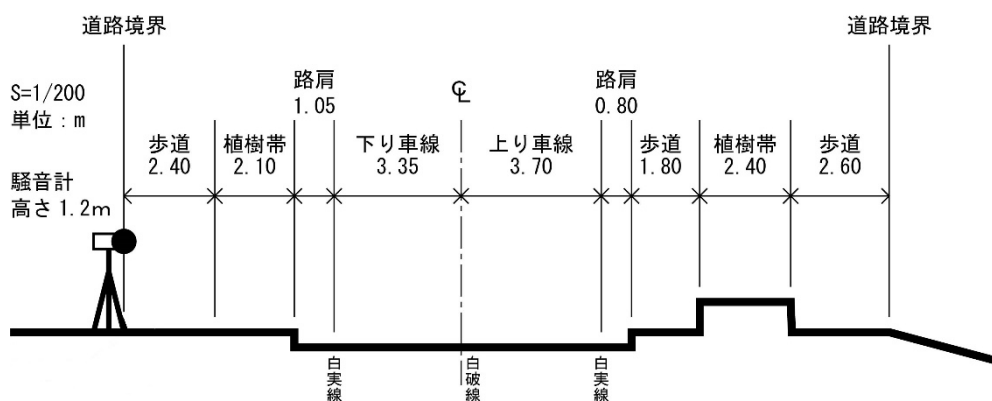 道路境界
道路境界
S=1/200
単位：m
路肩
1.05
℄
路肩
0.80
歩道
2.40
植樹帯
2.10
下り車線
3.35
上り車線
3.70
歩道
1.80
植樹帯
2.40
歩道
2.60
騒音計
高さ1.2m
白実線
白破線
白実線